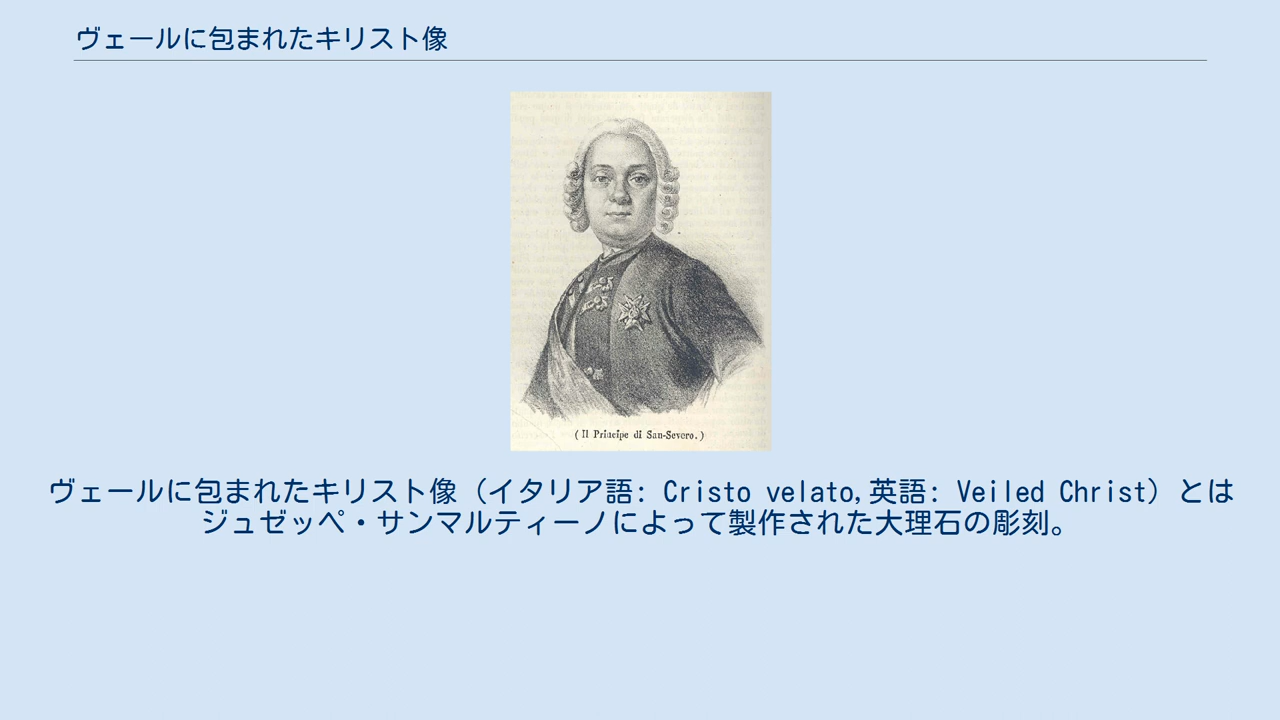 ヴェールに包まれたキリスト像
(Il Principe di San-Severo.)
ヴェールに包まれたキリスト像（イタリア語: Cristo velato,英語: Veiled Christ）とは
ジュゼッペ・サンマルティーノによって製作された大理石の彫刻。